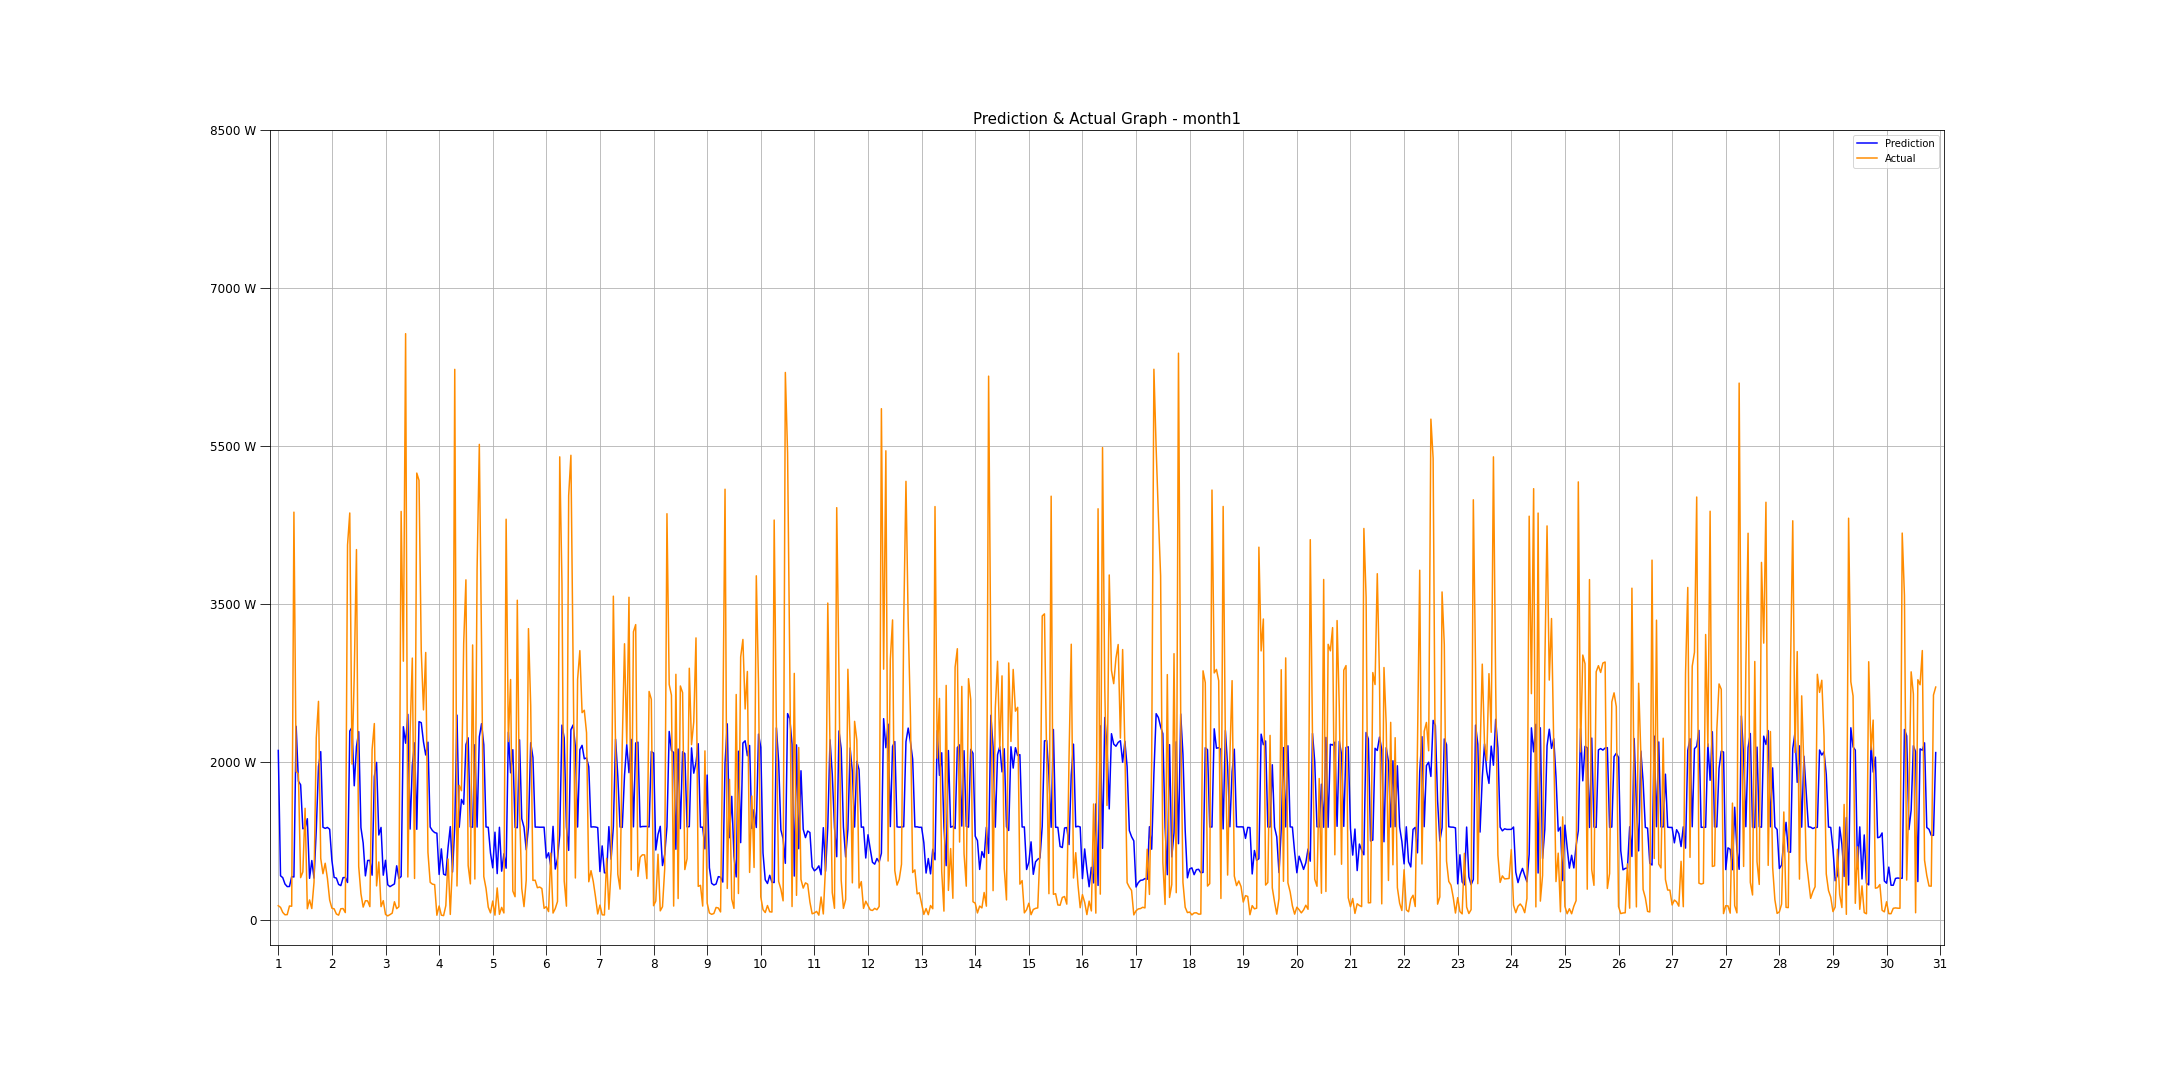 Prediction & Actual Graph - month1
8500 W
Prediction
Actual
7000 W
5500 W
3500 W
2000 W
0
1 2 3 4 5 6 7 8 9 10 11 12 13 14 15 16 17 18 19 20 21 22 23 24 25 26 27 27 28 29 30 31